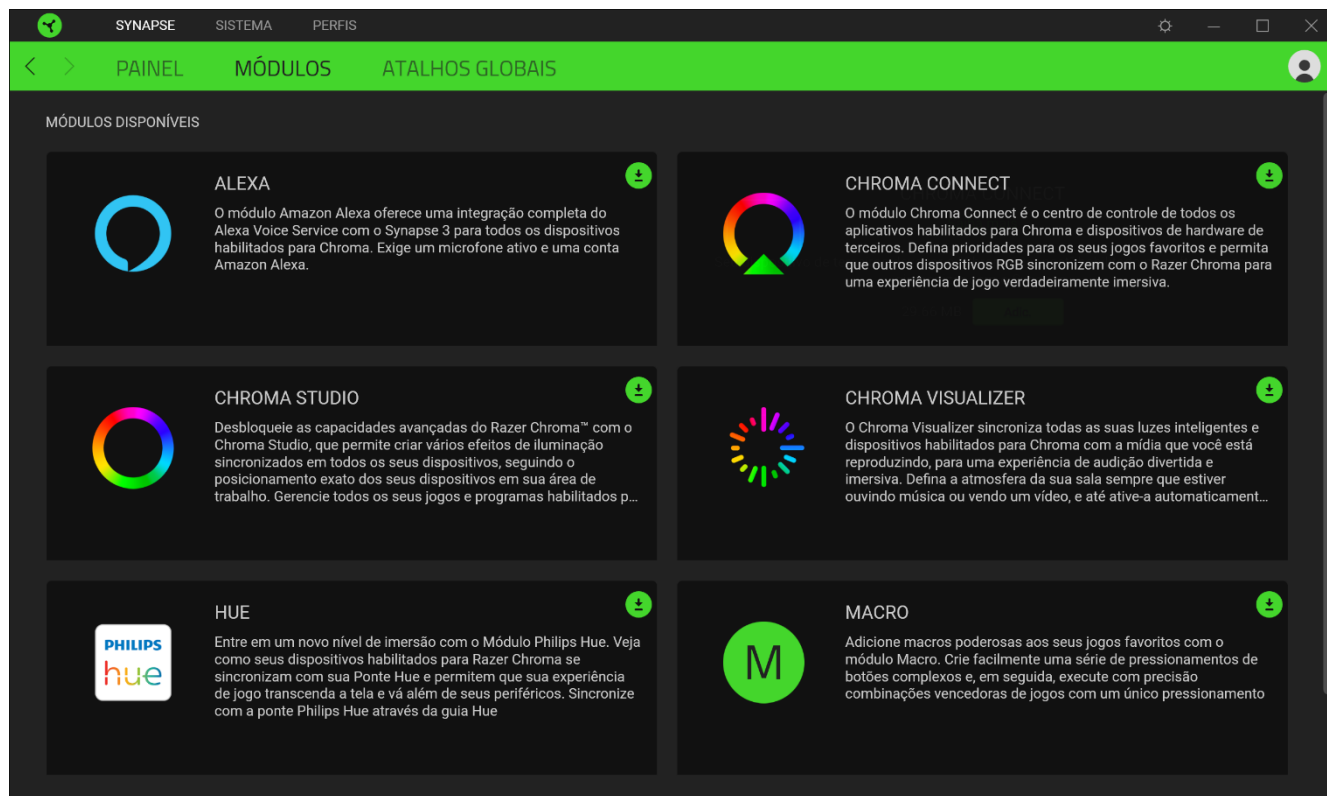 SYNAPSE SISTEMA PERFIS
PAINEL MÓDULOS ATALHOS GLOBAIS
MÓDULOS DISPONÍVEIS
ALEXA
O módulo Amazon Alexa oferece uma integração completa do
Alexa Voice Service com o Synapse 3 para todos os dispositivos
habilitados para Chroma. Exige um microfone ativo e uma conta
Amazon Alexa.
CHROMA CONNECT
O módulo Chroma Connect é o centro de controle de todos os
aplicativos habilitados para Chroma e dispositivos de hardware de
terceiros. Defina prioridades para os seus jogos favoritos e permita
que outros dispositivos RGB sincronizem com o Razer Chroma para
uma experiência de jogo verdadeiramente imersiva.
CHROMA STUDIO
Desbloqueie as capacidades avançadas do Razer Chroma™ com o
Chroma Studio, que permite criar vários efeitos de iluminação
sincronizados em todos os seus dispositivos, seguindo o
posicionamento exato dos seus dispositivos em sua área de
trabalho. Gerencie todos os seus jogos e programas habilitados p...
CHROMA VISUALIZER
O Chroma Visualizer sincroniza todas as suas luzes inteligentes e
dispositivos habilitados para Chroma com a mídia que você está
reproduzindo, para uma experiência de audição divertida e
imersiva. Defina a atmosfera da sua sala sempre que estiver
ouvindo música ou vendo um vídeo, e até ative-a automaticament...
PHILIPS
hue
HUE
Entre em um novo nível de imersão com o Módulo Philips Hue. Veja
como seus dispositivos habilitados para Razer Chroma se
sincronizam com sua Ponte Hue e permitem que sua experiência
de jogo transcenda a tela e vá além de seus periféricos. Sincronize
com a ponte Philips Hue através da guia Hue
M
MACRO
Adicione macros poderosas aos seus jogos favoritos com o
módulo Macro. Crie facilmente uma série de pressionamentos de
botões complexos e, em seguida, execute com precisão
combinações vencedoras de jogos com um único pressionamento